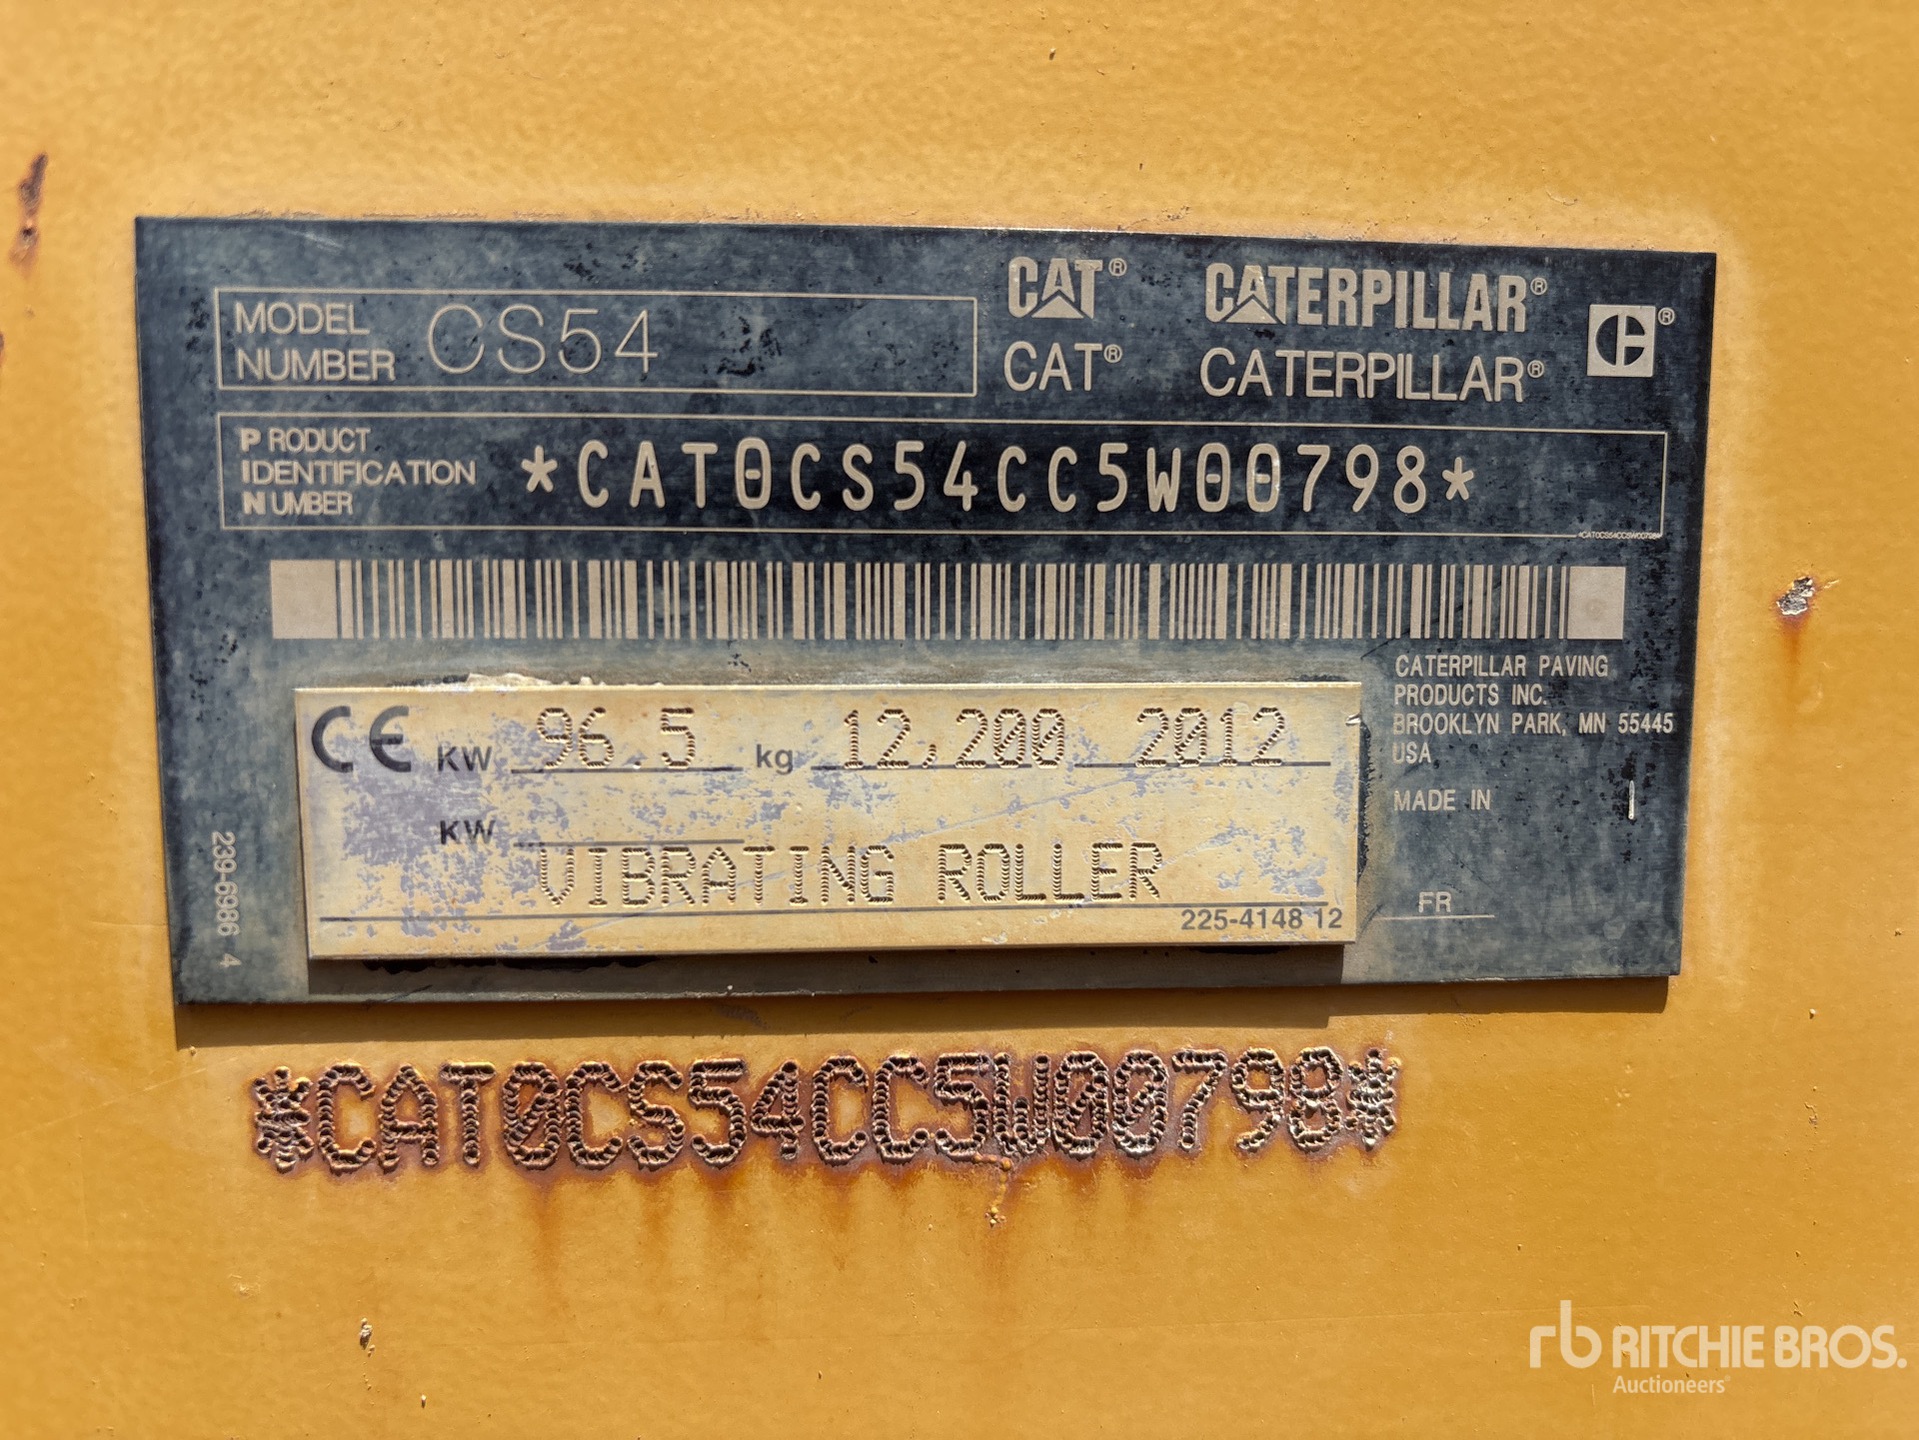 MODEL NUMBER CS54
CAT® CATERPILLAR®
CAT® CATERPILLAR®
PRODUCT
IDENTIFICATION
NUMBER
*CAT0CS54CC5W00798*
*CAT0CS54CC5W00798*
CATERPILLAR PAVING
PRODUCTS INC.
BROOKLYN PARK, MN 55445
USA
MADE IN
FR
CE KW 96.5 kg 12,200 2012
KW
VIBRATING ROLLER
225-4148 12
239-6986 4
*CAT0CS54CC5W00798*
rb RITCHIE BROS.
Auctioneers